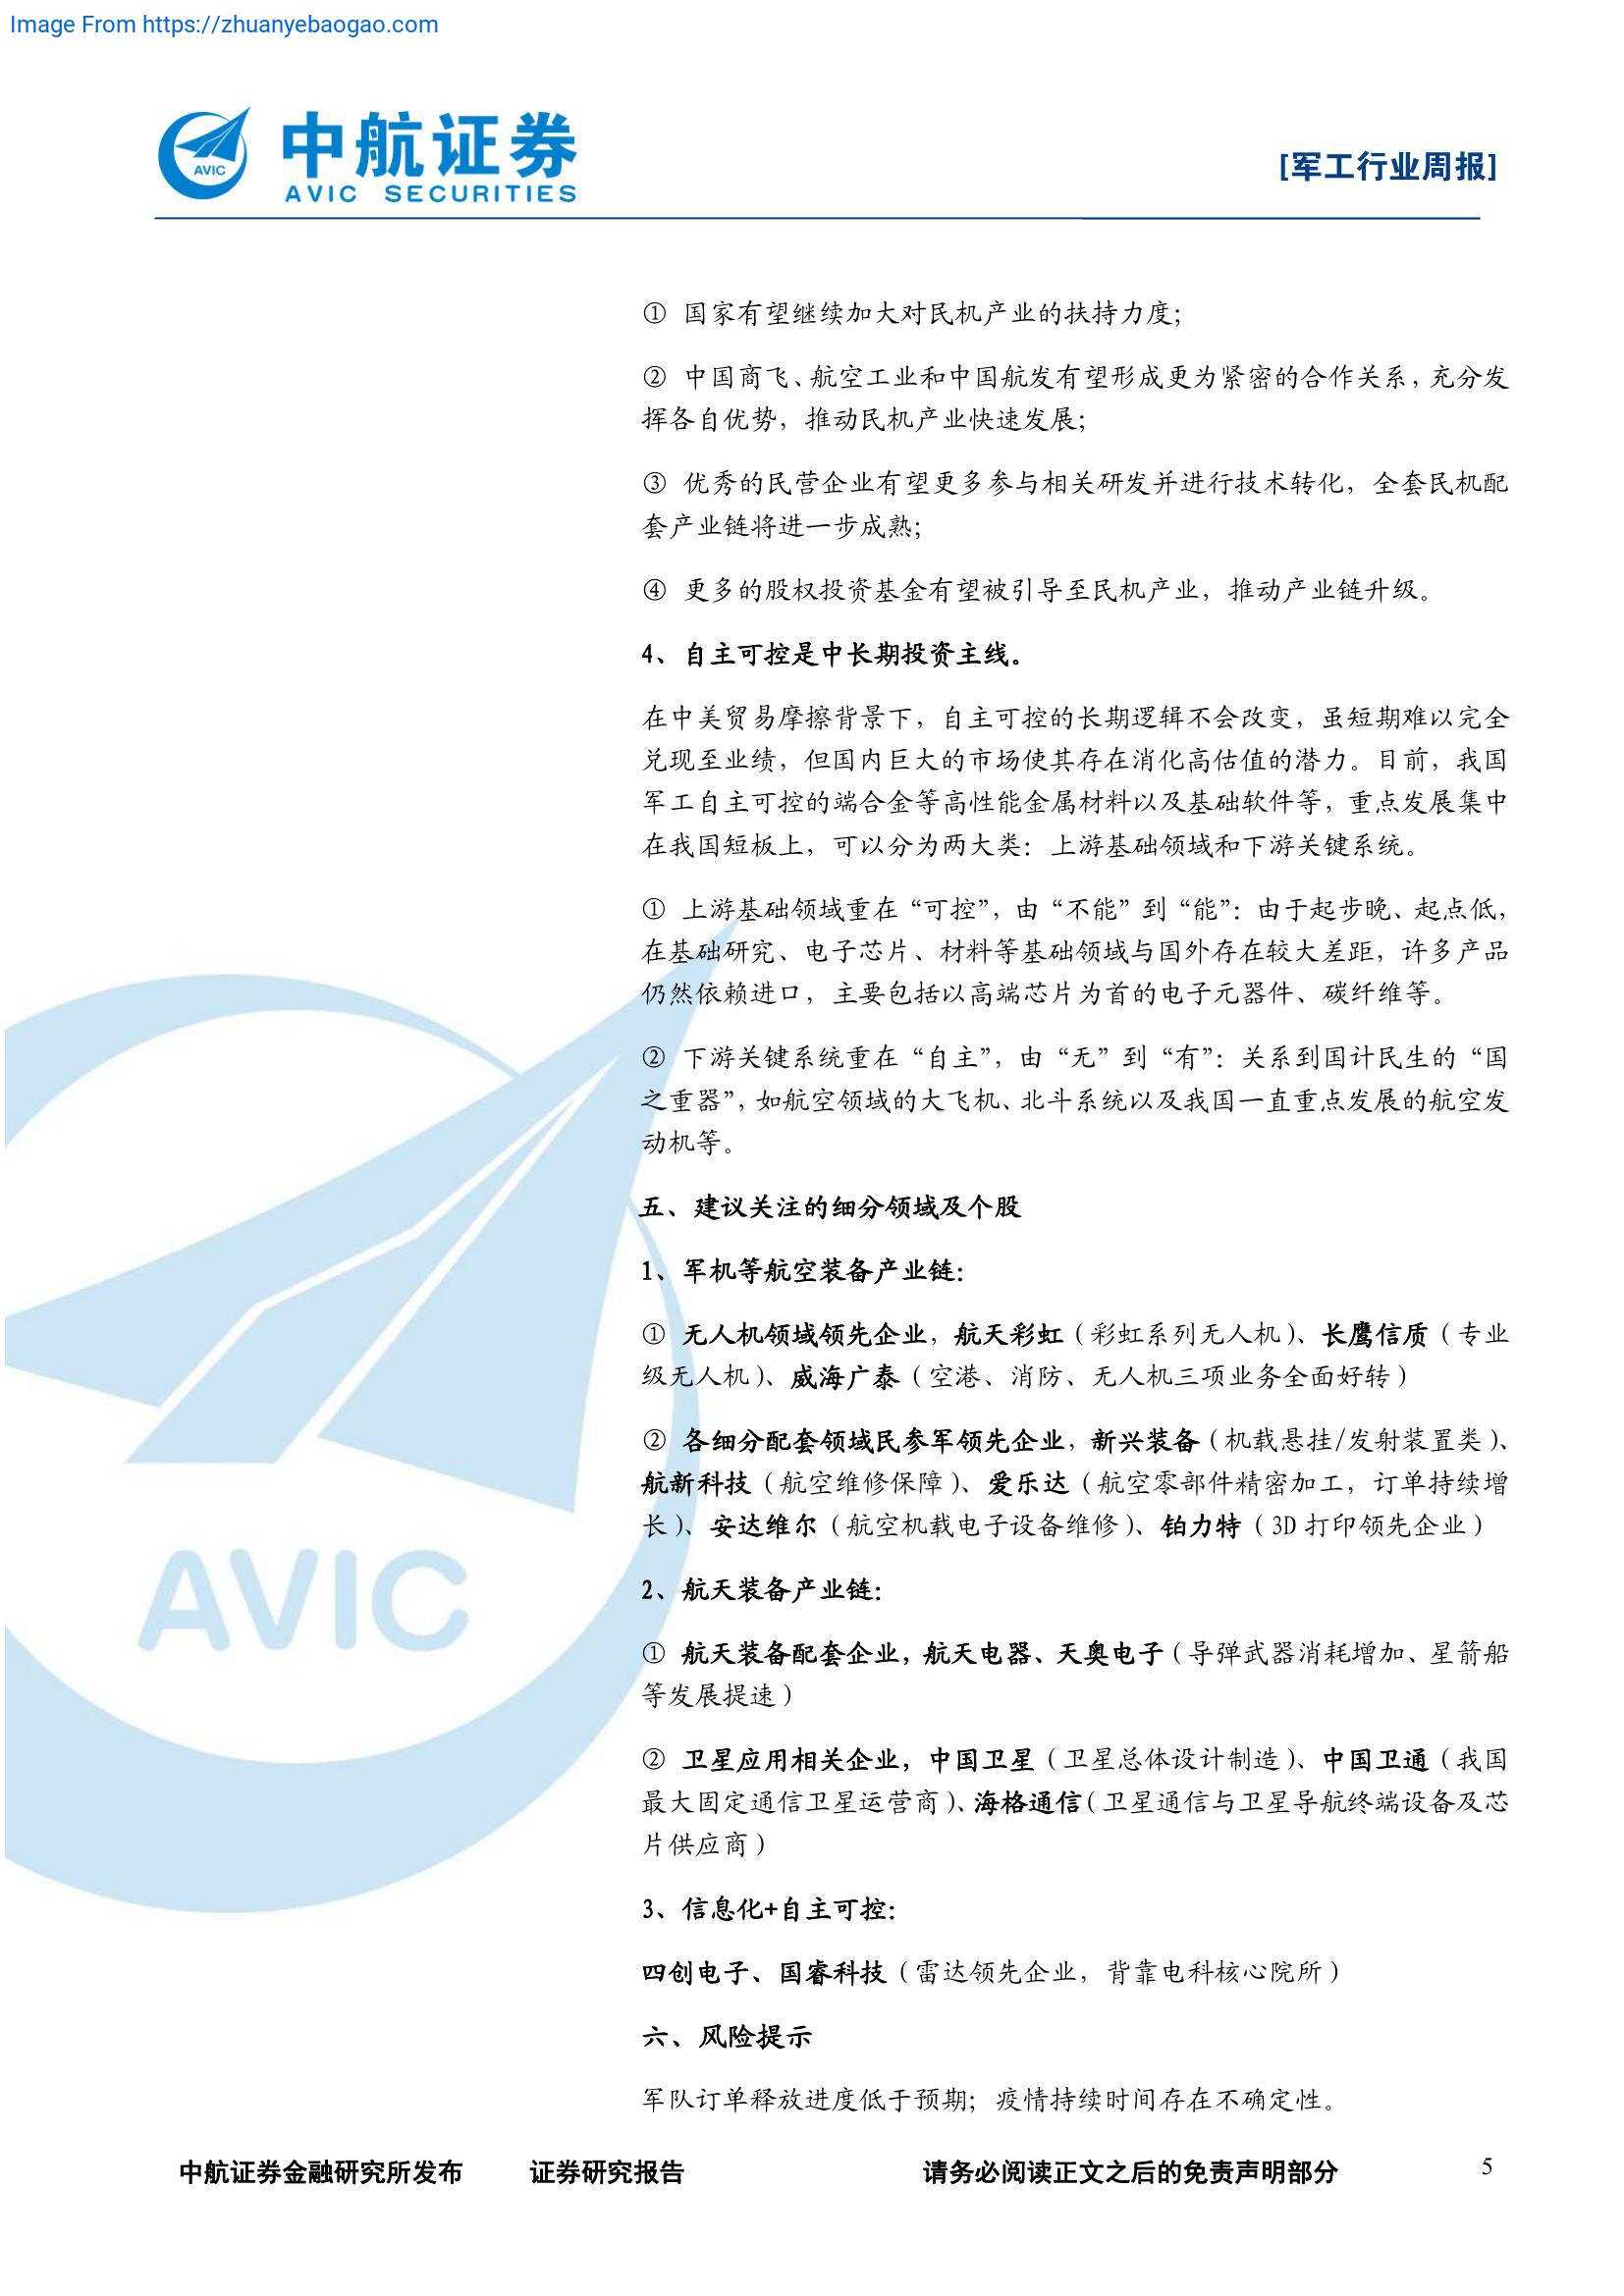 Image From https://zhuanyebaogao.com
中航证券
AVIC SECURITIES
AVIC
[军工行业周报]
① 国家有望继续加大对民机产业的扶持力度；
② 中国商飞、航空工业和中国航发有望形成更为紧密的合作关系，充分发
挥各自优势，推动民机产业快速发展；
③ 优秀的民营企业有望更多参与相关研发并进行技术转化，全套民机配
套产业链将进一步成熟；
④ 更多的股权投资基金有望被引导至民机产业，推动产业链升级。
4、自主可控是中长期投资主线。
在中美贸易摩擦背景下，自主可控的长期逻辑不会改变，虽短期难以完全
兑现至业绩，但国内巨大的市场使其存在消化高估值的潜力。目前，我国
军工自主可控的端合金等高性能金属材料以及基础软件等，重点发展集中
在我国短板上，可以分为两大类：上游基础领域和下游关键系统。
① 上游基础领域重在“可控”，由“不能”到“能”：由于起步晚、起点低，
在基础研究、电子芯片、材料等基础领域与国外存在较大差距，许多产品
仍然依赖进口，主要包括以高端芯片为首的电子元器件、碳纤维等。
② 下游关键系统重在“自主”，由“无”到“有”：关系到国计民生的“国
之重器”，如航空领域的大飞机、北斗系统以及我国一直重点发展的航空发
动机等。
五、建议关注的细分领域及个股
1、军机等航空装备产业链：
① 无人机领域领先企业，航天彩虹（彩虹系列无人机）、长鹰信质（专业
级无人机）、威海广泰（空港、消防、无人机三项业务全面好转）
② 各细分配套领域民参军领先企业，新兴装备（机载悬挂/发射装置类）、
航新科技（航空维修保障）、爱乐达（航空零部件精密加工，订单持续增
长）、安达维尔（航空机载电子设备维修）、铂力特（3D 打印领先企业）
2、航天装备产业链：
① 航天装备配套企业，航天电器、天奥电子（导弹武器消耗增加、星箭船
等发展提速）
② 卫星应用相关企业，中国卫星（卫星总体设计制造）、中国卫通（我国
最大固定通信卫星运营商）、海格通信（卫星通信与卫星导航终端设备及芯
片供应商）
3、信息化+自主可控：
四创电子、国睿科技（雷达领先企业，背靠电科核心院所）
六、风险提示
军队订单释放进度低于预期；疫情持续时间存在不确定性。
AVIC
中航证券金融研究所发布 证券研究报告 请务必阅读正文之后的免责声明部分 5